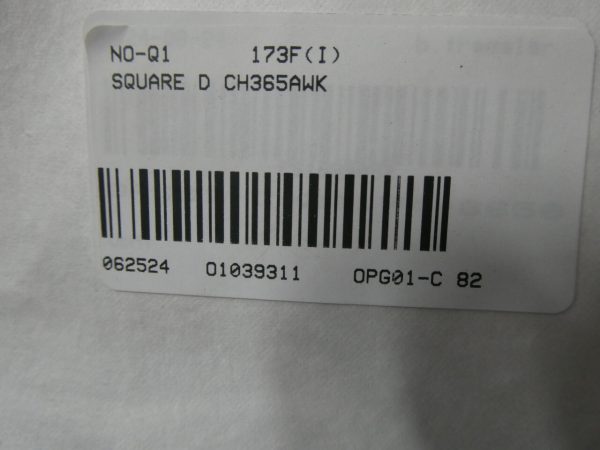 NO-Q1 173F(I)
SQUARE D CH365AWK
062524 01039311 OPG01-C 82